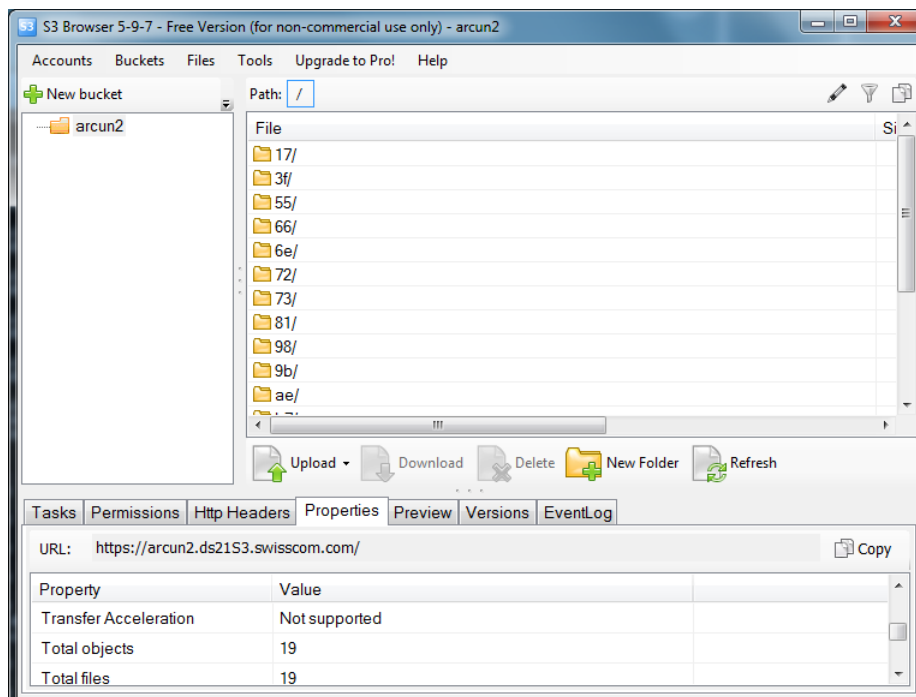 S3 Browser 5-9-7 - Free Version (for non-commercial use only) - arcun2
Accounts Buckets Files Tools Upgrade to Pro! Help
New bucket
Path: /
arcun2
File
17/
3f/
55/
66/
6e/
72/
73/
81/
98/
9b/
ae/
Upload Download Delete New Folder Refresh
Tasks Permissions Http Headers Properties Preview Versions EventLog
URL: https://arcun2.ds21S3.swisscom.com/ Copy
Property Value
Transfer Acceleration Not supported
Total objects 19
Total files 19